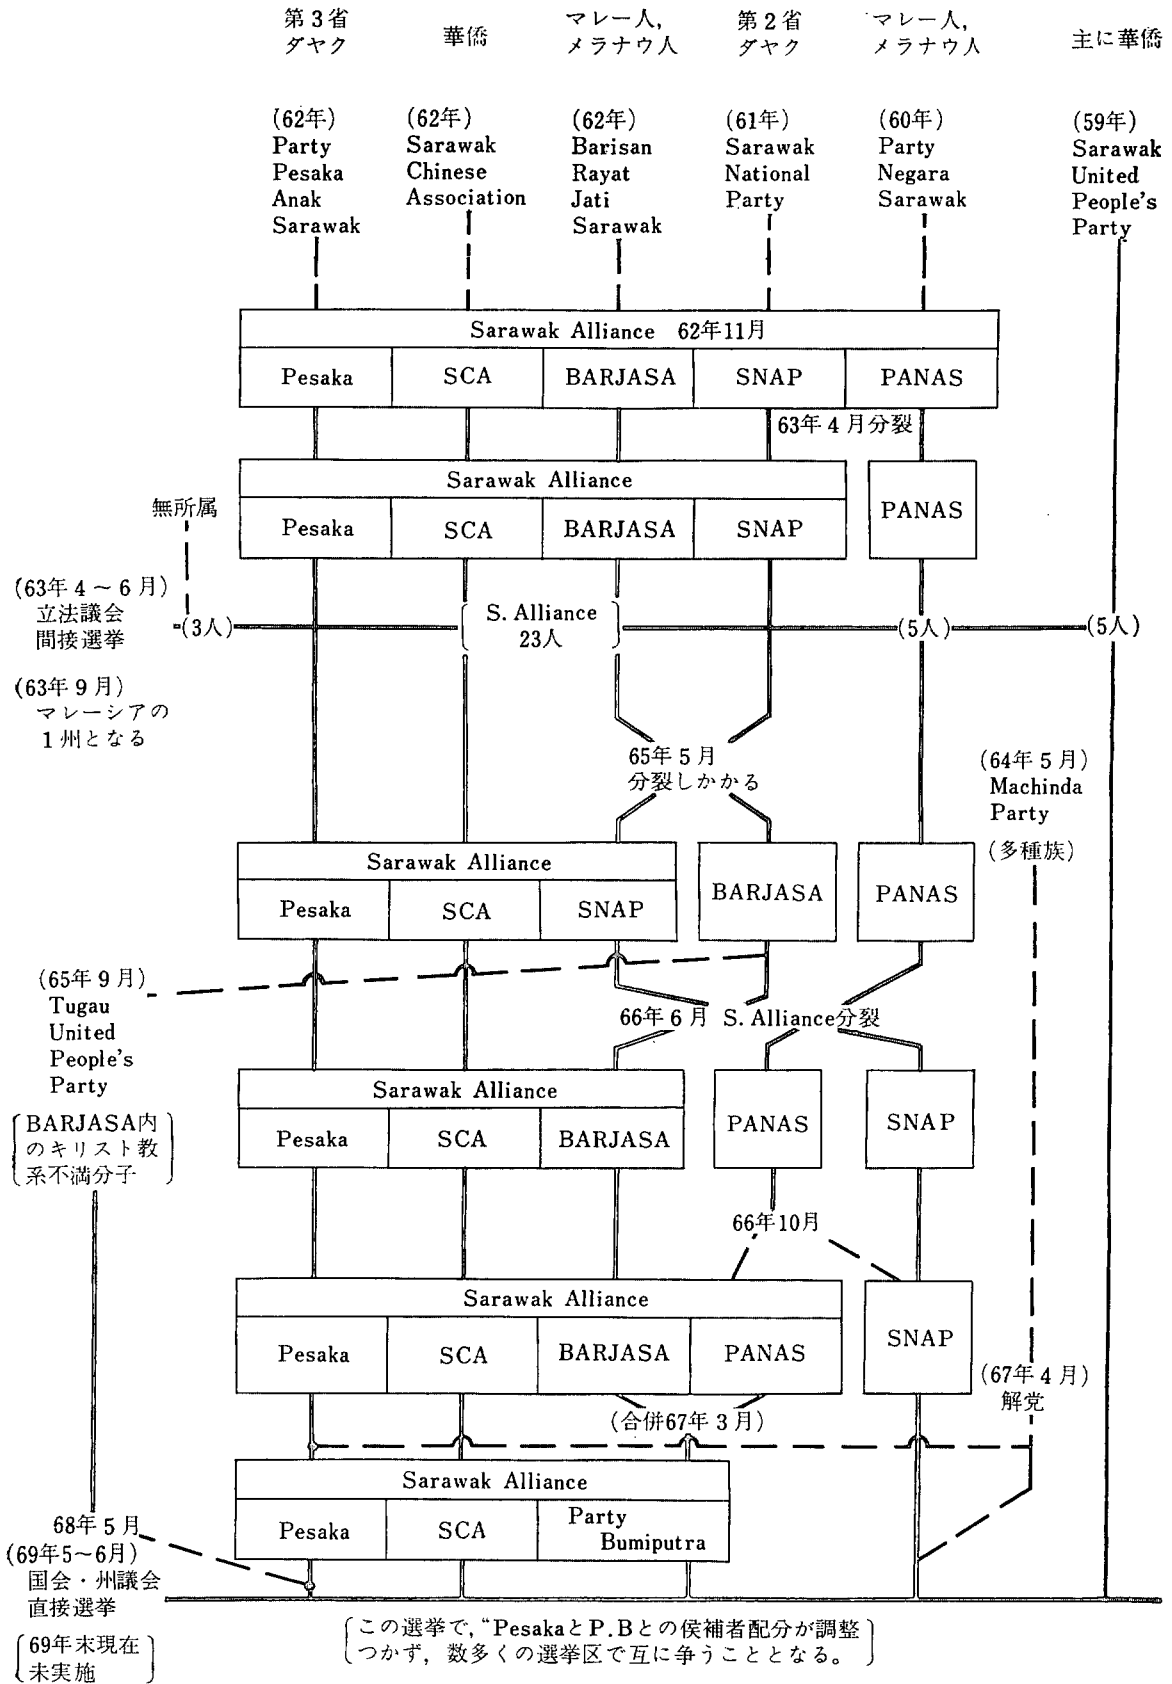 第3省
ダヤク
華僑
マレー人,
メラナウ人
第2省
ダヤク
マレー人,
メラナウ人
主に華僑
(62年)
Party
Pesaka
Anak
Sarawak
(62年)
Sarawak
Chinese
Association
(62年)
Barisan
Rayat
Jati
Sarawak
(61年)
Sarawak
National
Party
(60年)
Party
Negara
Sarawak
(59年)
Sarawak
United
People's
Party
Sarawak Alliance 62年11月
Pesaka
SCA
BARJASA
SNAP
PANAS
63年4月分裂
Sarawak Alliance
Pesaka
SCA
BARJASA
SNAP
PANAS
無所属
(63年4～6月)
立法議会
間接選挙
(3人)
S. Alliance
23人
(5人)
(5人)
(63年9月)
マレーシアの
1州となる
65年5月
分裂しかかる
(64年5月)
Machinda
Party
(多種族)
Sarawak Alliance
Pesaka
SCA
SNAP
BARJASA
PANAS
(65年9月)
Tugau
United
People's
Party
BARJASA内
のキリスト教
系不満分子
66年6月 S. Alliance分裂
Sarawak Alliance
Pesaka
SCA
BARJASA
PANAS
SNAP
66年10月
Sarawak Alliance
Pesaka
SCA
BARJASA
PANAS
SNAP
(67年4月)
解党
(合併67年3月)
Sarawak Alliance
Pesaka
SCA
Party
Bumiputra
68年5月
(69年5～6月)
国会・州議会
直接選挙
69年末現在
未実施
この選挙で, “PesakaとP.Bとの候補者配分が調整
つかず, 数多くの選挙区で互に争うこととなる。